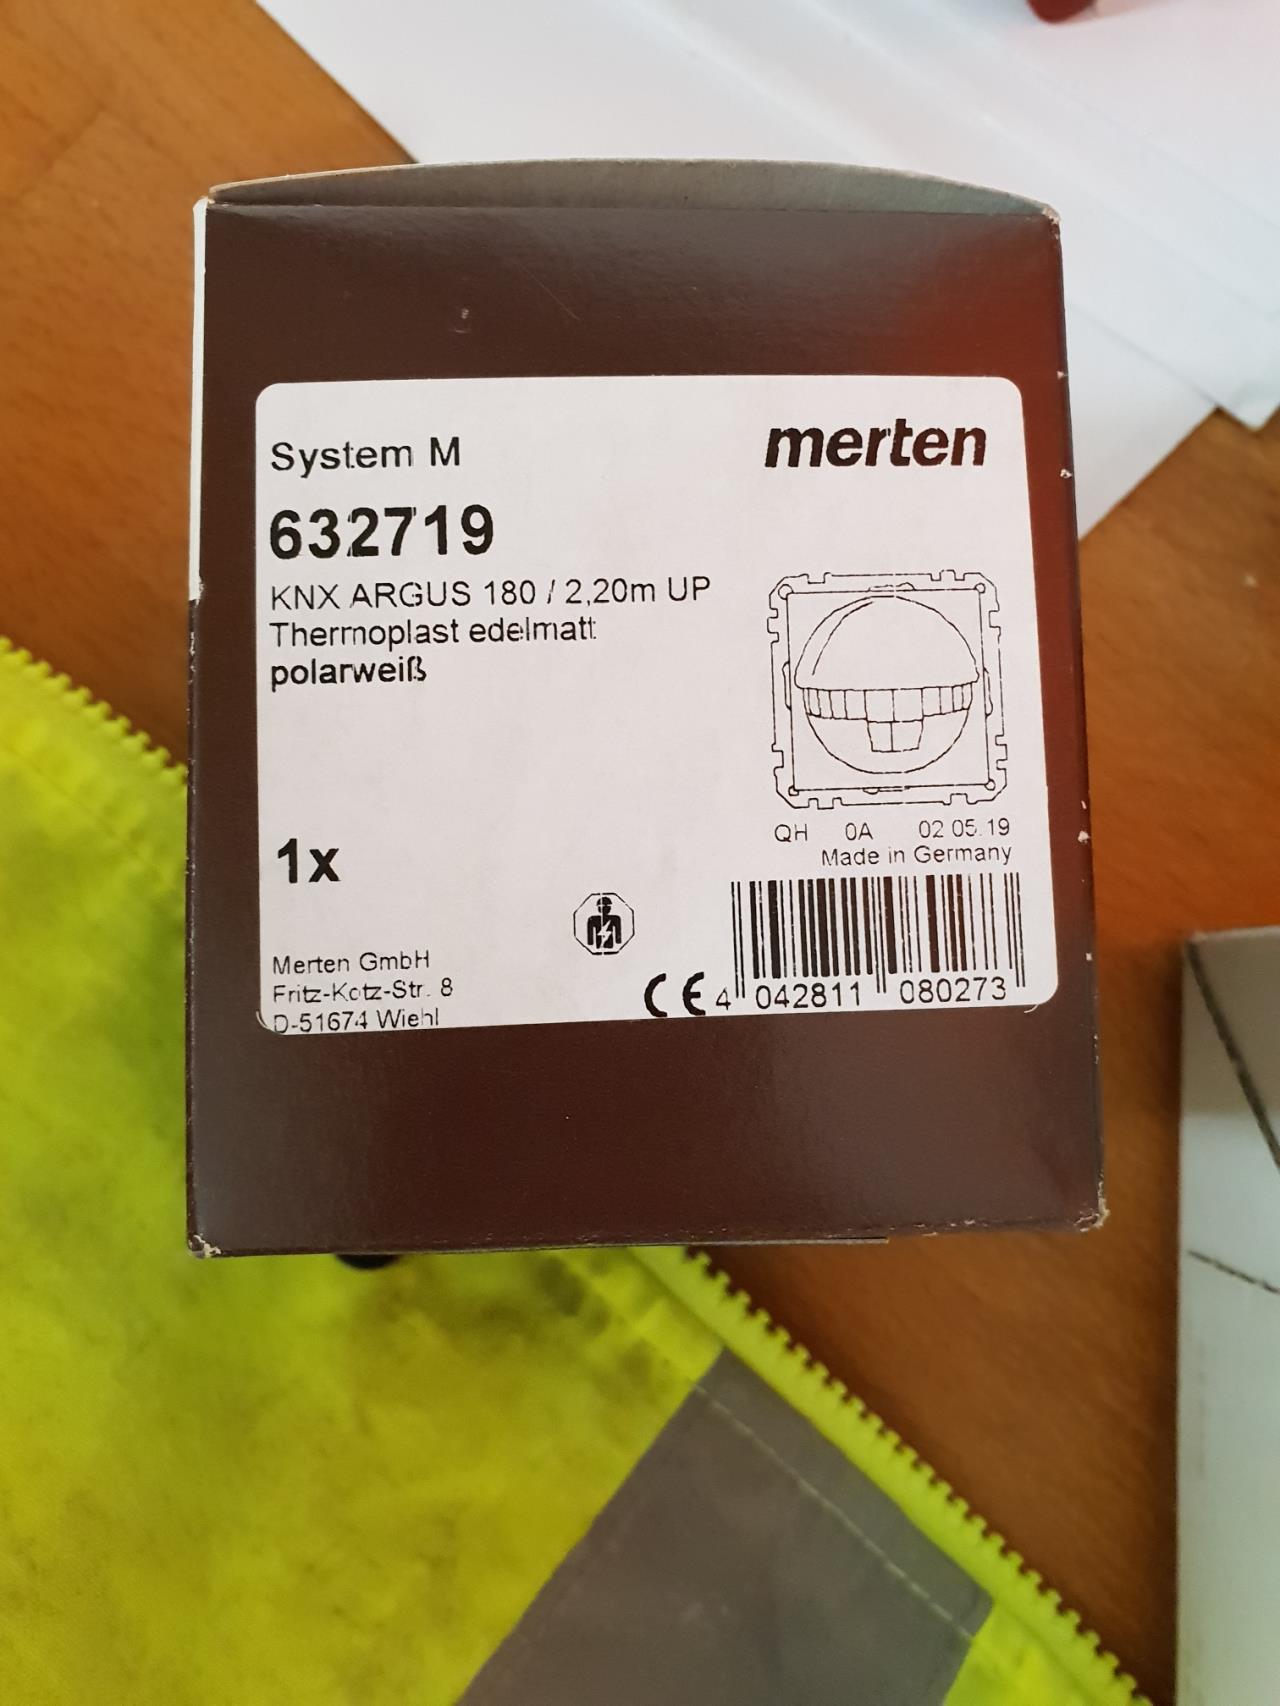 System M
merten
632719
KNX ARGUS 180 / 2,20m UP
Thermoplast edelmatt
polarweiß
QH 0A 02 05.19
Made in Germany
1x
Merten GmbH
Fritz-Kotz-Str. 8
D-51674 Wiehl
CE
4 042811 080273